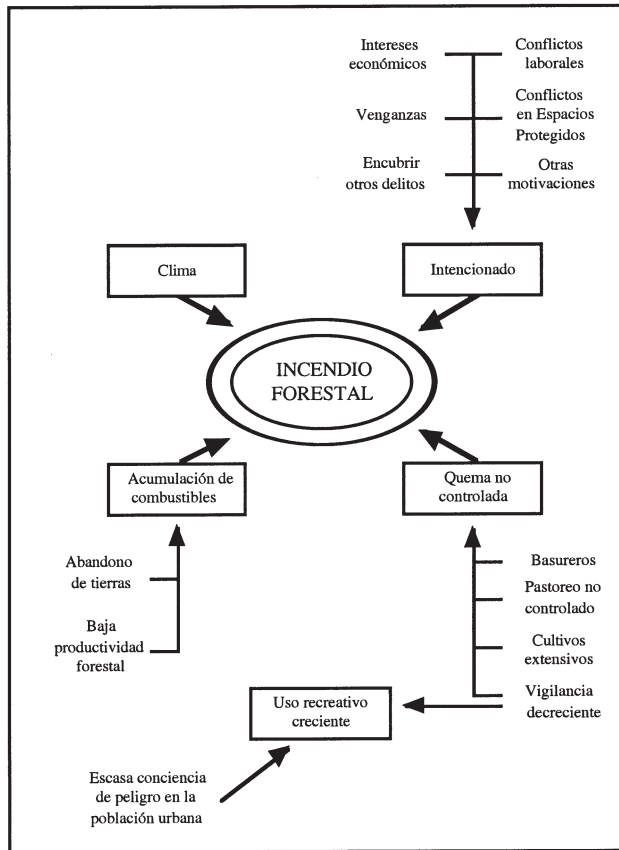 Intereses
económicos
Conflictos
laborales
Venganzas
Conflictos
en Espacios
Protegidos
Encubrir
otros delitos
Otras
motivaciones
Clima
Intencionado
INCENDIO
FORESTAL
Acumulación de
combustibles
Quema no
controlada
Abandono
de tierras
Baja
productividad
forestal
Basureros
Pastoreo no
controlado
Cultivos
extensivos
Vigilancia
decreciente
Uso recreativo
creciente
Escasa conciencia
de peligro en la
población urbana